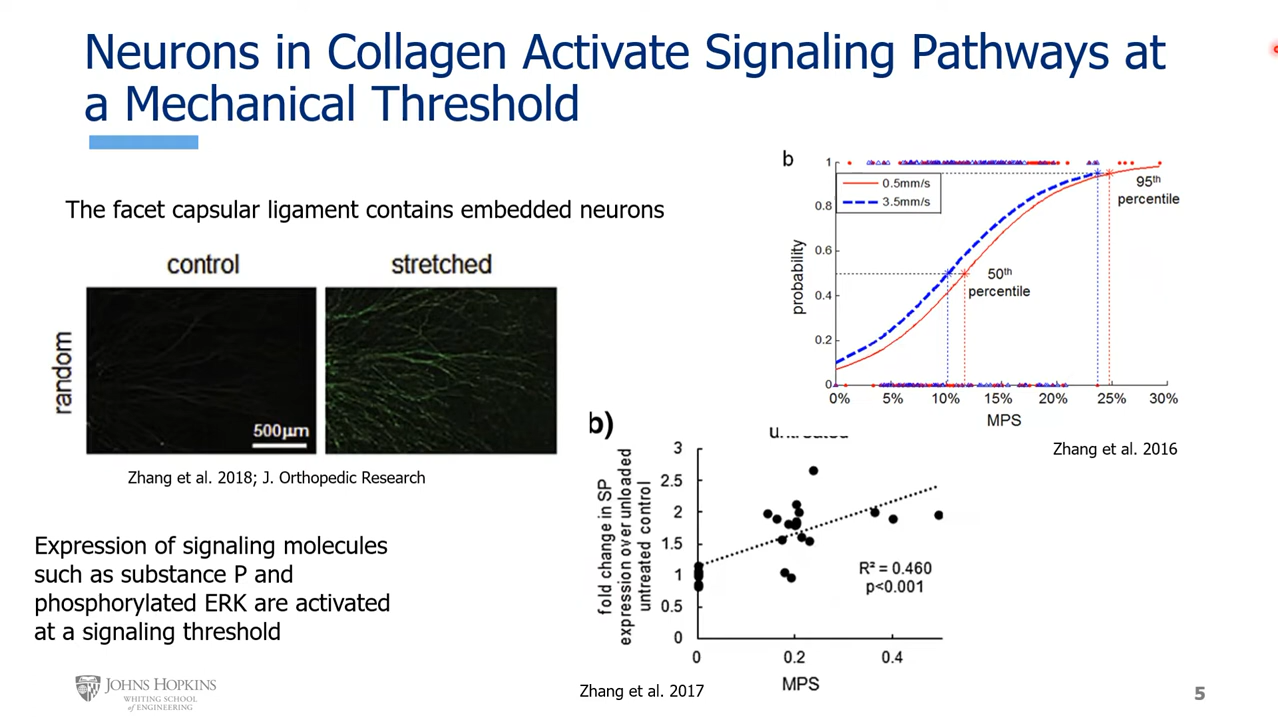 Neurons in Collagen Activate Signaling Pathways at
a Mechanical Threshold
The facet capsular ligament contains embedded neurons
control
stretched
random
500µm
Zhang et al. 2018; J. Orthopedic Research
Expression of signaling molecules
such as substance P and
phosphorylated ERK are activated
at a signaling threshold
b
probability
1
0.8
0.6
0.4
0.2
0
0.5mm/s
3.5mm/s
95th
percentile
50th
percentile
0% 5% 10% 15% 20% 25% 30%
MPS
Zhang et al. 2016
b)
untreated
fold change in SP
expression over unloaded
untreated control
3
2.5
2
1.5
1
0.5
0
R² = 0.460
p<0.001
0 0.2 0.4
MPS
Zhang et al. 2017
JOHNS HOPKINS
WHITING SCHOOL
of ENGINEERING
5